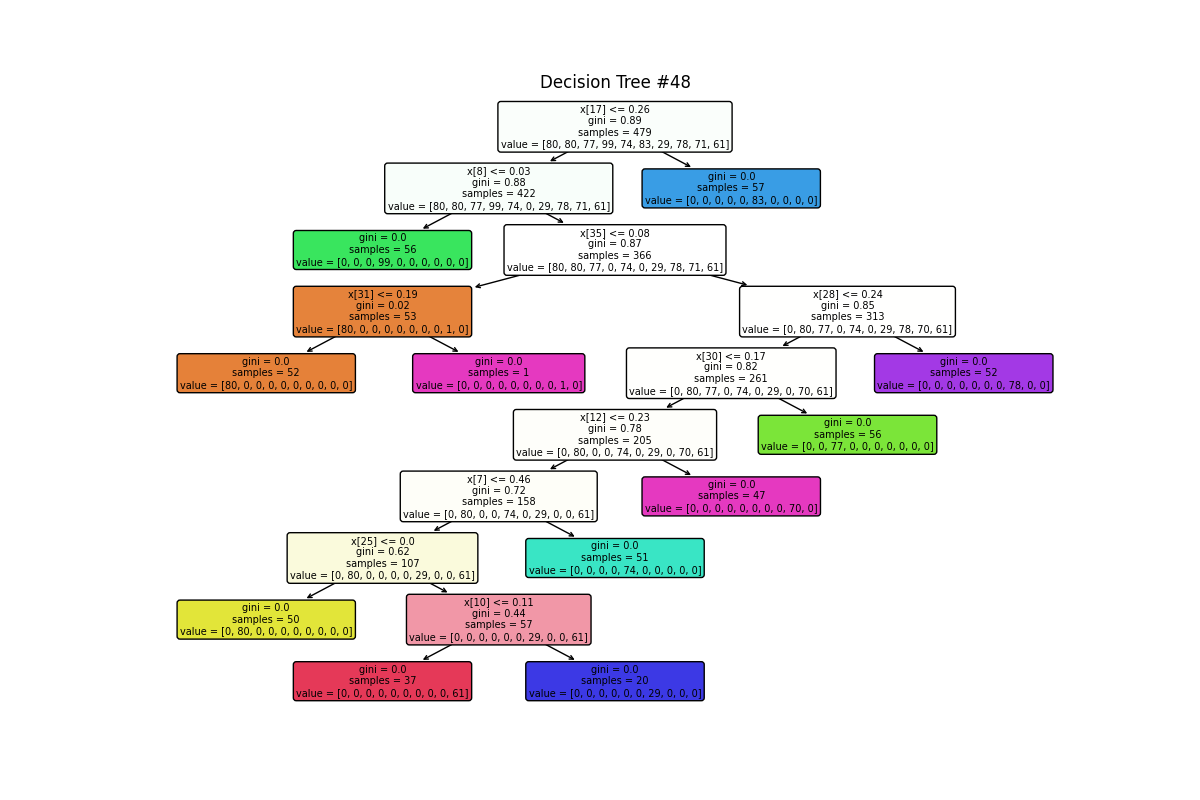 Decision Tree #48
x[17] <= 0.26
gini = 0.89
samples = 479
value = [80, 80, 77, 99, 74, 83, 29, 78, 71, 61]
x[8] <= 0.03
gini = 0.88
samples = 422
value = [80, 80, 77, 99, 74, 0, 29, 78, 71, 61]
gini = 0.0
samples = 57
value = [0, 0, 0, 0, 0, 83, 0, 0, 0, 0]
gini = 0.0
samples = 56
value = [0, 0, 0, 99, 0, 0, 0, 0, 0, 0]
x[35] <= 0.08
gini = 0.87
samples = 366
value = [80, 80, 77, 0, 74, 0, 29, 78, 71, 61]
x[31] <= 0.19
gini = 0.02
samples = 53
value = [80, 0, 0, 0, 0, 0, 0, 0, 1, 0]
x[28] <= 0.24
gini = 0.85
samples = 313
value = [0, 80, 77, 0, 74, 0, 29, 78, 70, 61]
gini = 0.0
samples = 52
value = [80, 0, 0, 0, 0, 0, 0, 0, 0, 0]
gini = 0.0
samples = 1
value = [0, 0, 0, 0, 0, 0, 0, 0, 1, 0]
x[30] <= 0.17
gini = 0.82
samples = 261
value = [0, 80, 77, 0, 74, 0, 29, 0, 70, 61]
gini = 0.0
samples = 52
value = [0, 0, 0, 0, 0, 0, 0, 78, 0, 0]
x[12] <= 0.23
gini = 0.78
samples = 205
value = [0, 80, 0, 0, 74, 0, 29, 0, 70, 61]
gini = 0.0
samples = 56
value = [0, 0, 77, 0, 0, 0, 0, 0, 0, 0]
x[7] <= 0.46
gini = 0.72
samples = 158
value = [0, 80, 0, 0, 74, 0, 29, 0, 0, 61]
gini = 0.0
samples = 47
value = [0, 0, 0, 0, 0, 0, 0, 0, 70, 0]
x[25] <= 0.0
gini = 0.62
samples = 107
value = [0, 80, 0, 0, 0, 0, 29, 0, 0, 61]
gini = 0.0
samples = 51
value = [0, 0, 0, 0, 74, 0, 0, 0, 0, 0]
gini = 0.0
samples = 50
value = [0, 80, 0, 0, 0, 0, 0, 0, 0, 0]
x[10] <= 0.11
gini = 0.44
samples = 57
value = [0, 0, 0, 0, 0, 0, 29, 0, 0, 61]
gini = 0.0
samples = 37
value = [0, 0, 0, 0, 0, 0, 0, 0, 0, 61]
gini = 0.0
samples = 20
value = [0, 0, 0, 0, 0, 0, 29, 0, 0, 0]